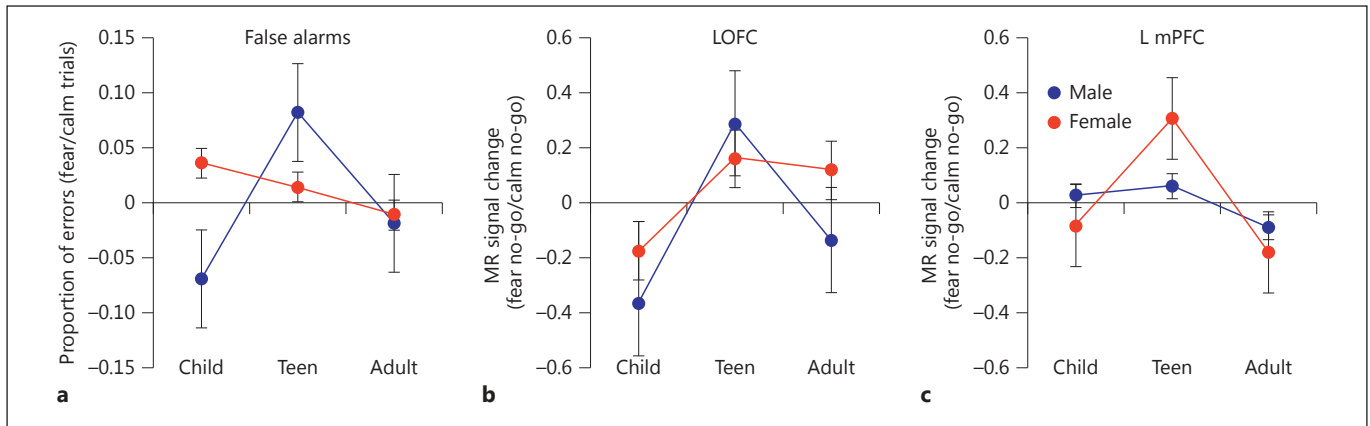 False alarms
Proportion of errors (fear/calm trials)
0.15
0.10
0.05
0
–0.05
–0.10
–0.15
Child Teen Adult
a
LOFC
MR signal change
(fear no-go/calm no-go)
0.6
0.4
0.2
0
–0.2
–0.4
–0.6
Child Teen Adult
b
L mPFC
MR signal change
(fear no-go/calm no-go)
0.6
0.4
0.2
0
–0.2
–0.4
–0.6
Male
Female
Child Teen Adult
c